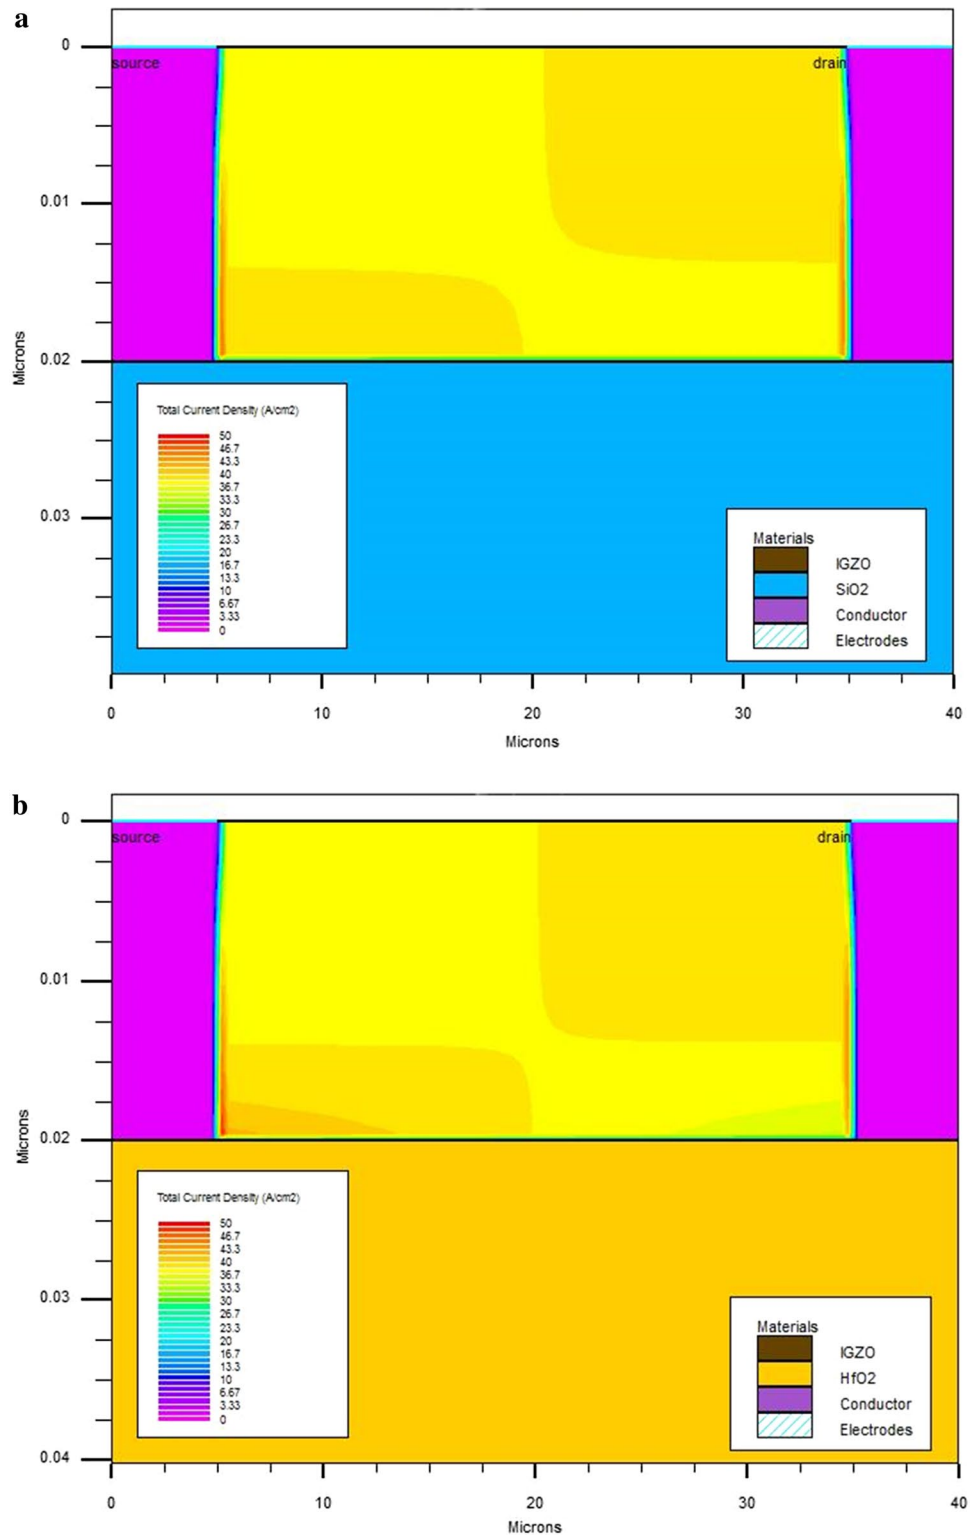 a
0
source
drain
0.01
Microns
0.02
Total Current Density (A/cm2)
50
46.7
43.3
40
36.7
33.3
30
26.7
23.3
20
16.7
13.3
10
6.67
3.33
0
0.03
Materials
IGZO
SiO2
Conductor
Electrodes
0
10
20
30
40
Microns
b
0
source
drain
0.01
Microns
0.02
Total Current Density (A/cm2)
50
46.7
43.3
40
36.7
33.3
30
26.7
23.3
20
16.7
13.3
10
6.67
3.33
0
0.03
Materials
IGZO
HfO2
Conductor
Electrodes
0.04
0
10
20
30
40
Microns